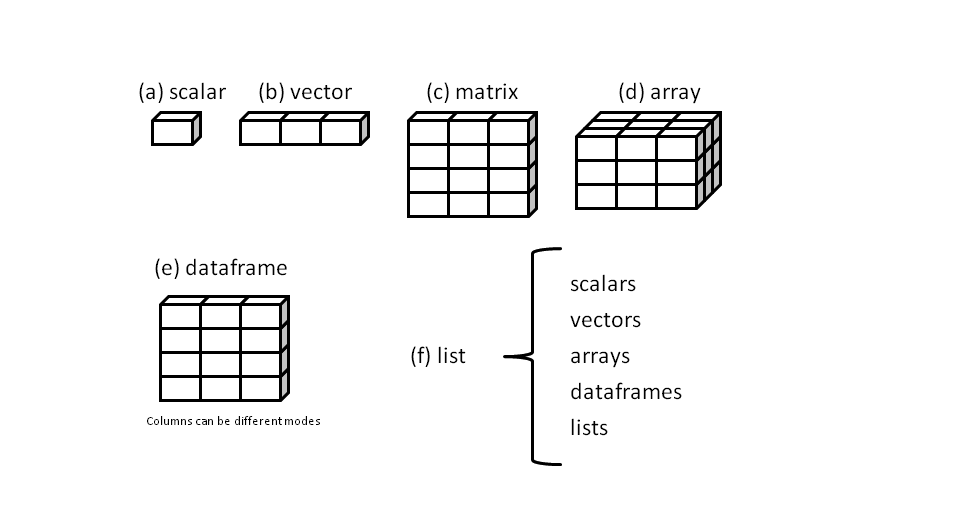 (a) scalar
(b) vector
(c) matrix
(d) array
(e) dataframe
Columns can be different modes
(f) list
scalars
vectors
arrays
dataframes
lists